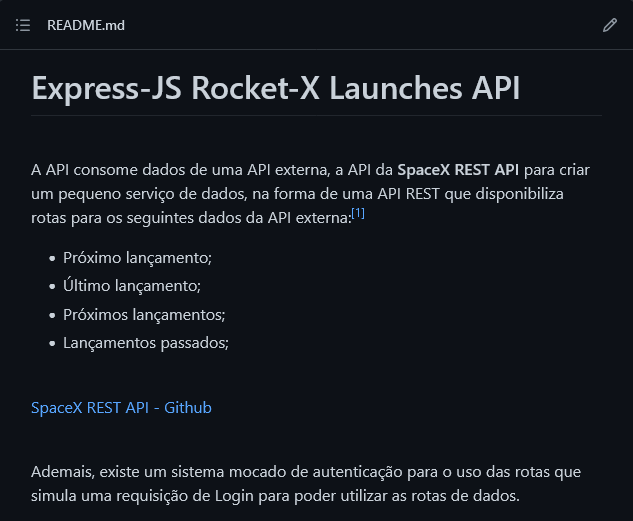 README.md
Express-JS Rocket-X Launches API
A API consome dados de uma API externa, a API da SpaceX REST API para criar
um pequeno serviço de dados, na forma de uma API REST que disponibiliza
rotas para os seguintes dados da API externa:[1]
• Próximo lançamento;
• Último lançamento;
• Próximos lançamentos;
• Lançamentos passados;
SpaceX REST API - Github
Ademais, existe um sistema mocado de autenticação para o uso das rotas que
simula uma requisição de Login para poder utilizar as rotas de dados.